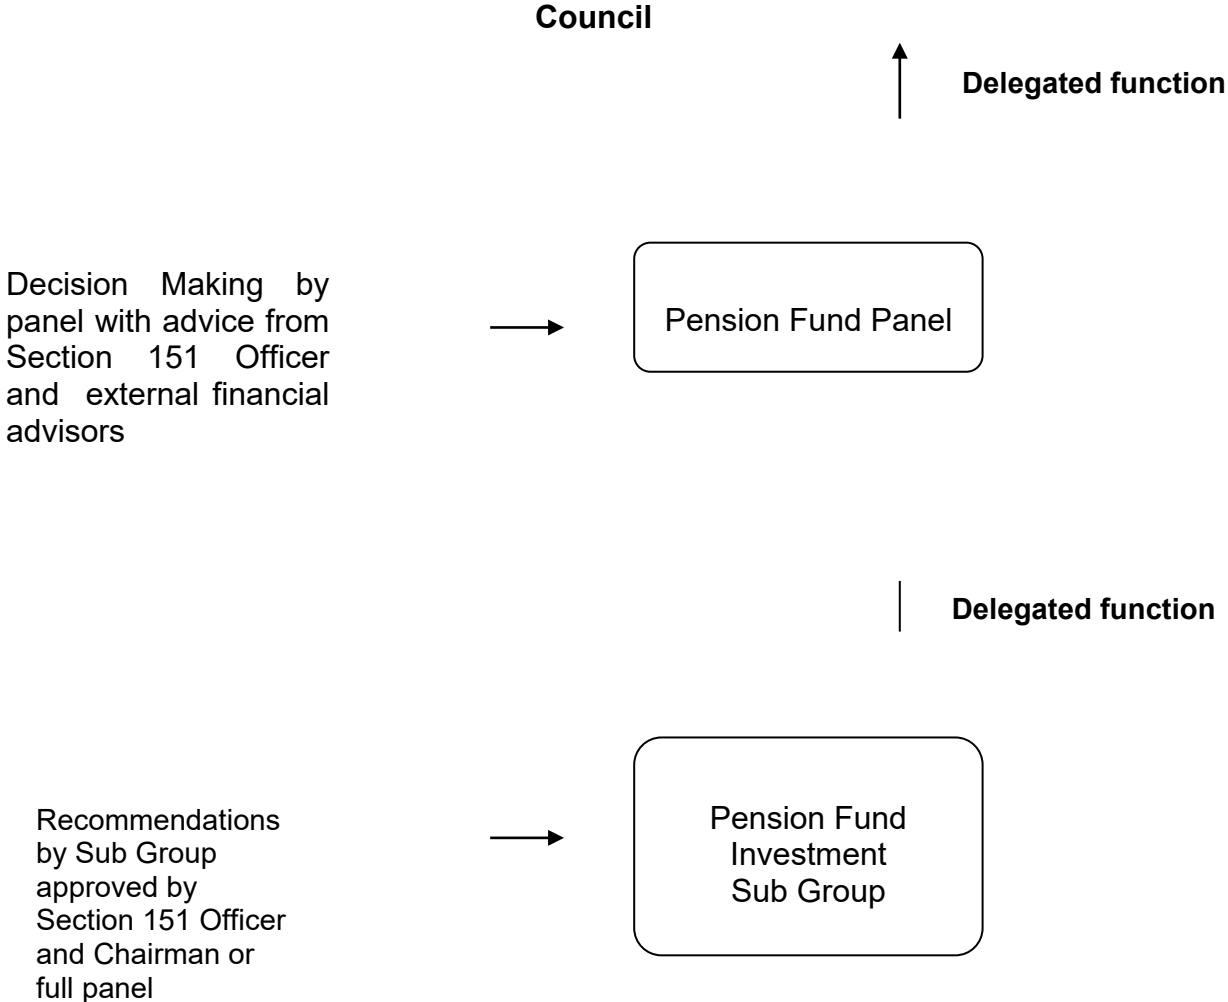 Council
Delegated function
Decision Making by
panel with advice from
Section 151 Officer
and external financial
advisors
Pension Fund Panel
Delegated function
Recommendations
by Sub Group
approved by
Section 151 Officer
and Chairman or
full panel
Pension Fund
Investment
Sub Group